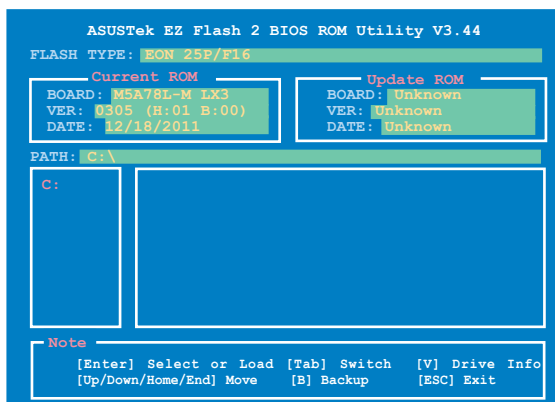 ASUSTek EZ Flash 2 BIOS ROM Utility V3.44
FLASH TYPE: EON 25P/F16
Current ROM
BOARD: M5A78L-M LX3
VER: 0305 (H:01 B:00)
DATE: 12/18/2011
Update ROM
BOARD: Unknown
VER: Unknown
DATE: Unknown
PATH: C:\
C:
Note
[Enter] Select or Load [Tab] Switch [V] Drive Info
[Up/Down/Home/End] Move [B] Backup [ESC] Exit